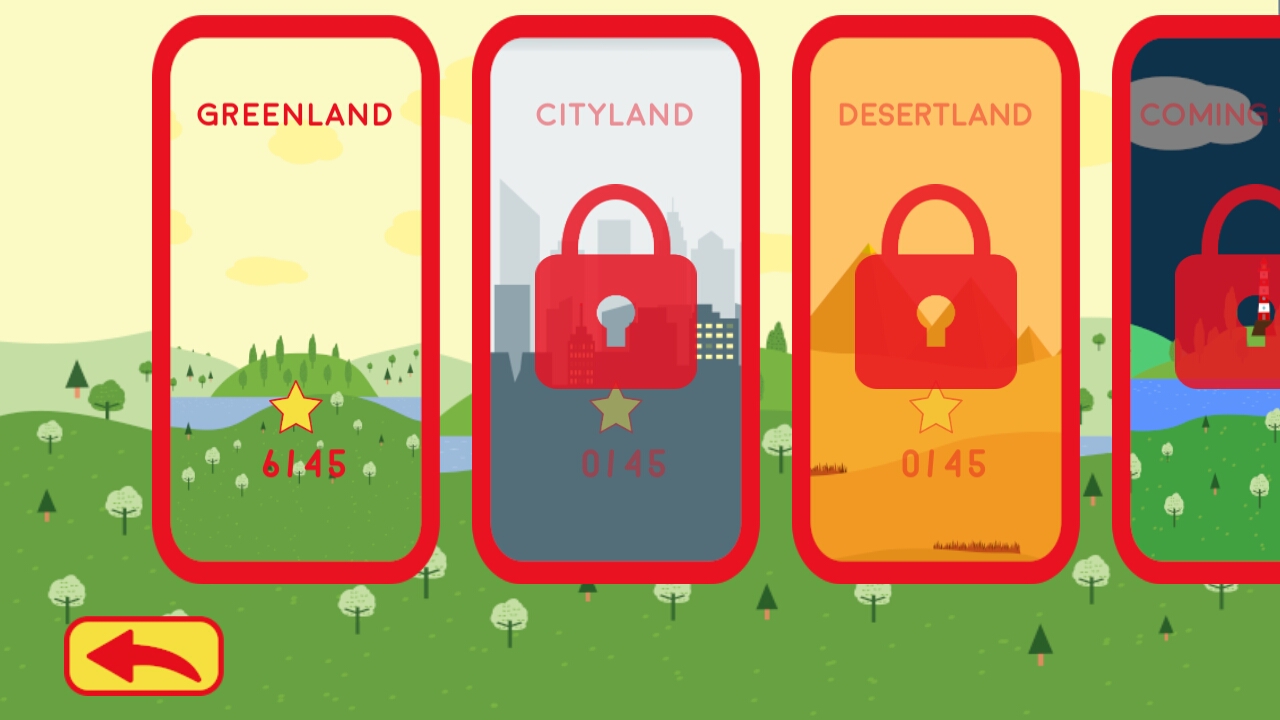 GREENLAND
6/45
CITYLAND
0/45
DESERTLAND
0/45
COMING